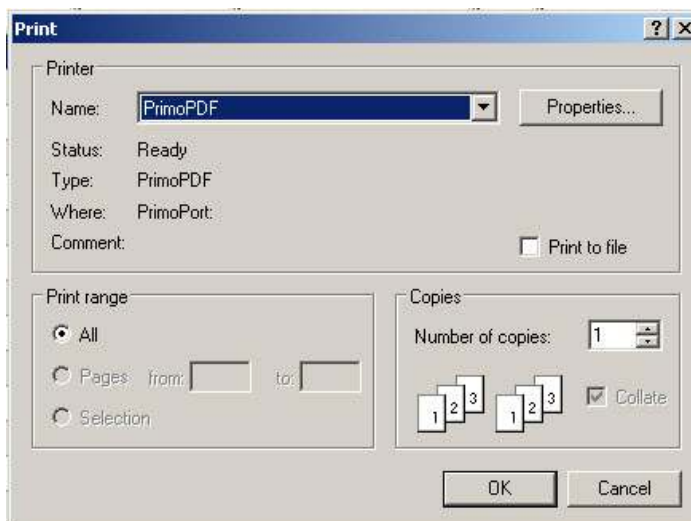 Print
Printer
Name: PrimoPDF Properties...
Status: Ready
Type: PrimoPDF
Where: PrimoPort:
Comment: Print to file
Print range
All
Pages from: to:
Selection
Copies
Number of copies: 1
1 2 3 1 2 3 Collate
OK Cancel